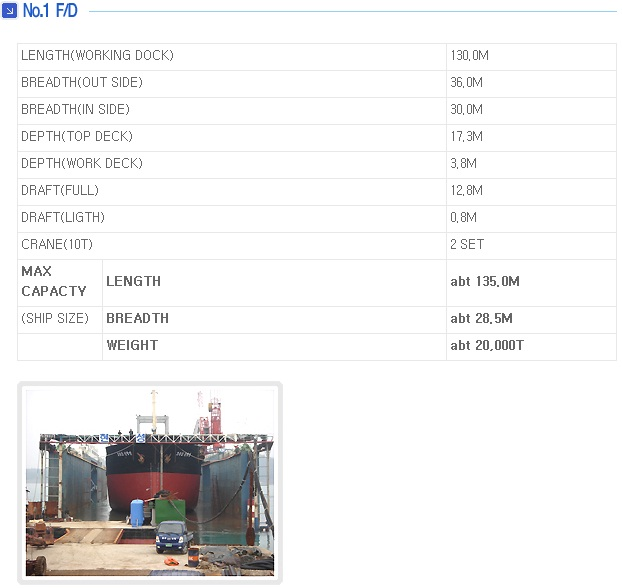 No.1 F/D
LENGTH(WORKING DOCK) 130.0M
BREADTH(OUT SIDE) 36.0M
BREADTH(IN SIDE) 30.0M
DEPTH(TOP DECK) 17.3M
DEPTH(WORK DECK) 3.8M
DRAFT(FULL) 12.8M
DRAFT(LIGTH) 0.8M
CRANE(10T) 2 SET
MAX
CAPACTY LENGTH abt 135.0M
(SHIP SIZE) BREADTH abt 28.5M
WEIGHT abt 20,000T